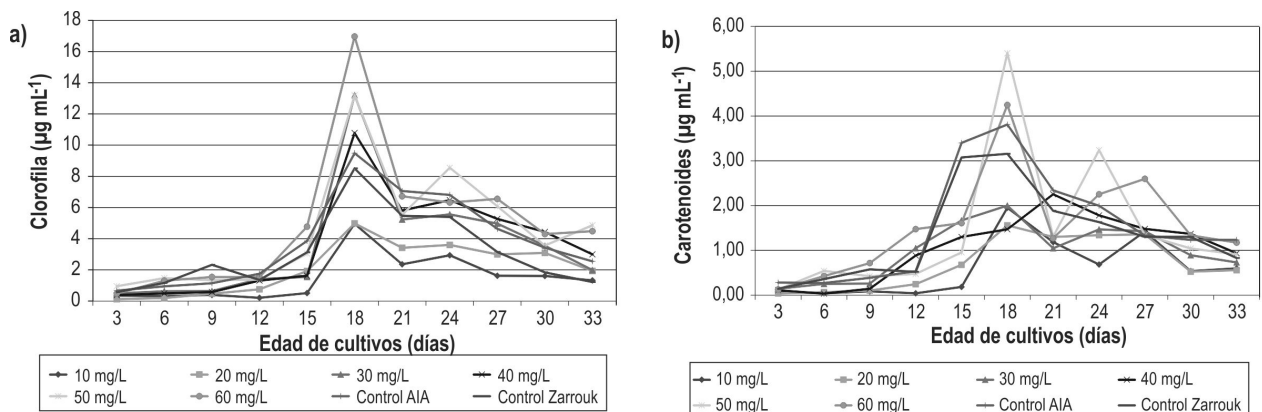 a)
Clorofila (µg mL-1)
18
16
14
12
10
8
6
4
2
0
3 6 9 12 15 18 21 24 27 30 33
Edad de cultivos (días)
10 mg/L 20 mg/L 30 mg/L 40 mg/L
50 mg/L 60 mg/L Control AIA Control Zarrouk
b)
Carotenoides (µg mL-1)
6,00
5,00
4,00
3,00
2,00
1,00
0,00
3 6 9 12 15 18 21 24 27 30 33
Edad de cultivos (días)
10 mg/L 20 mg/L 30 mg/L 40 mg/L
50 mg/L 60 mg/L Control AIA Control Zarrouk